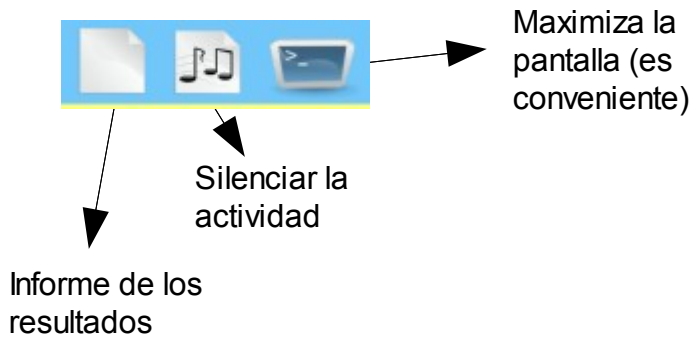 Maximiza la
pantalla (es
conveniente)
Silenciar la
actividad
Informe de los
resultados